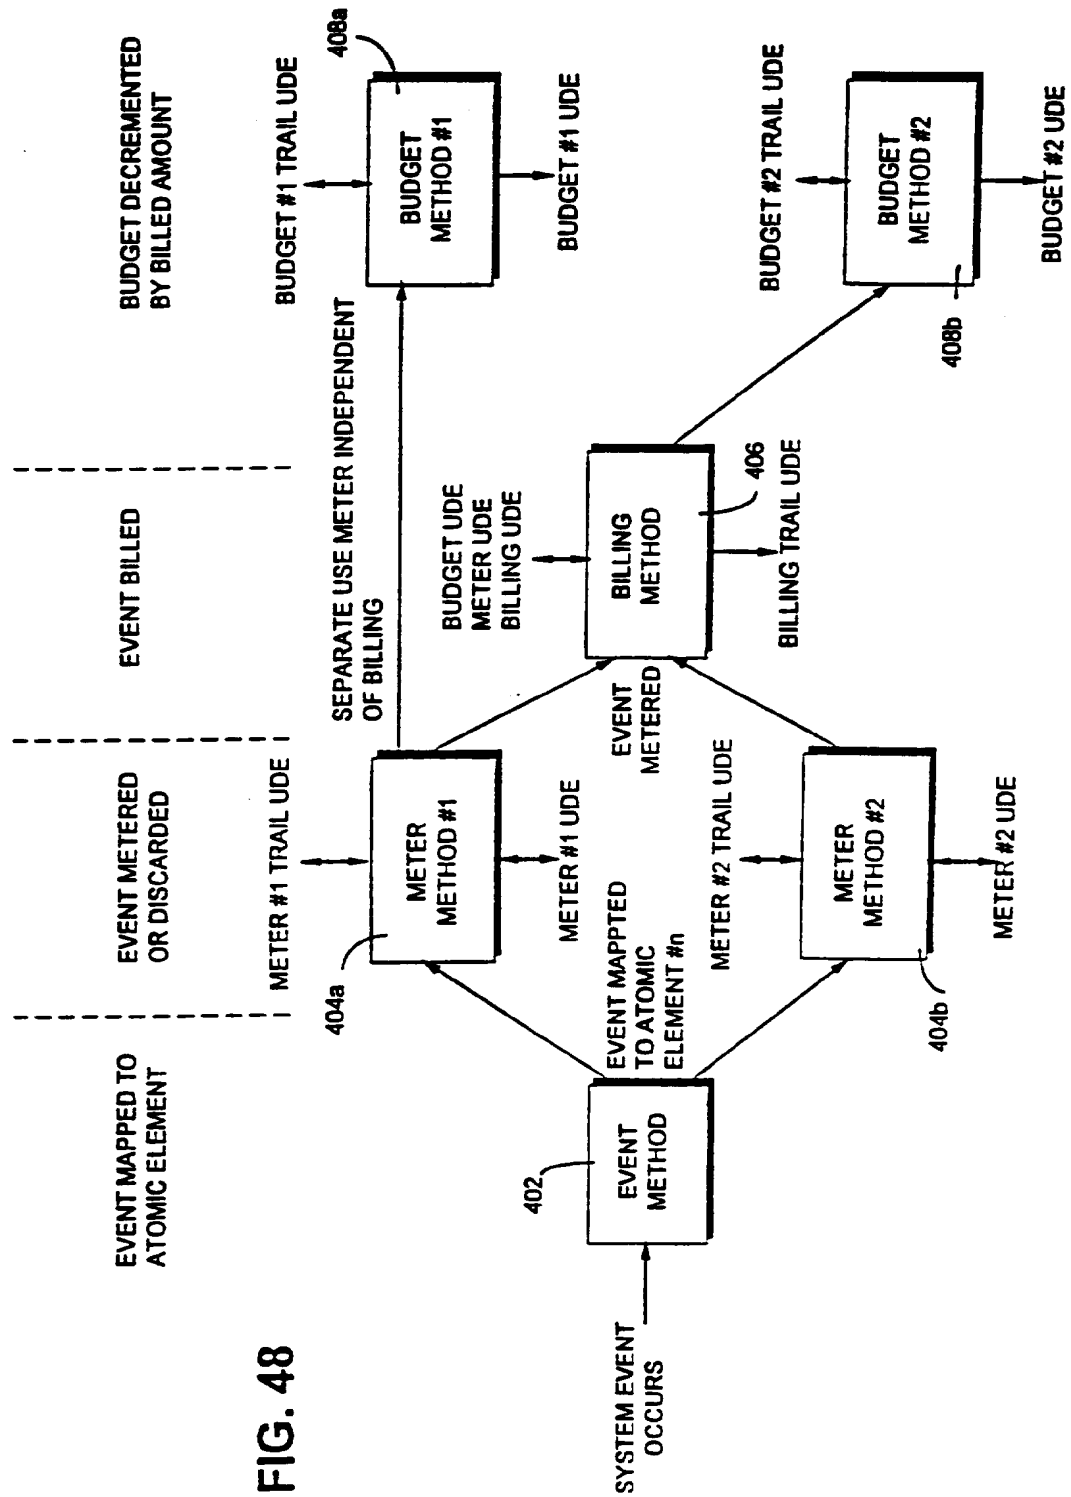 FIG. 48
EVENT MAPPED TO
ATOMIC ELEMENT
EVENT METERED
OR DISCARDED
EVENT BILLED
BUDGET DECREMENTED
BY BILLED AMOUNT
SYSTEM EVENT
OCCURS
402
EVENT
METHOD
EVENT MAPPTED
TO ATOMIC
ELEMENT #n
METER #1 TRAIL UDE
404a
METER
METHOD #1
METER #1 UDE
METER #2 TRAIL UDE
METER
METHOD #2
404b
METER #2 UDE
SEPARATE USE METER INDEPENDENT
OF BILLING
EVENT
METERED
BUDGET UDE
METER UDE
BILLING UDE
BILLING
METHOD
406
BILLING TRAIL UDE
BUDGET #1 TRAIL UDE
408a
BUDGET
METHOD #1
BUDGET #1 UDE
BUDGET #2 TRAIL UDE
BUDGET
METHOD #2
408b
BUDGET #2 UDE